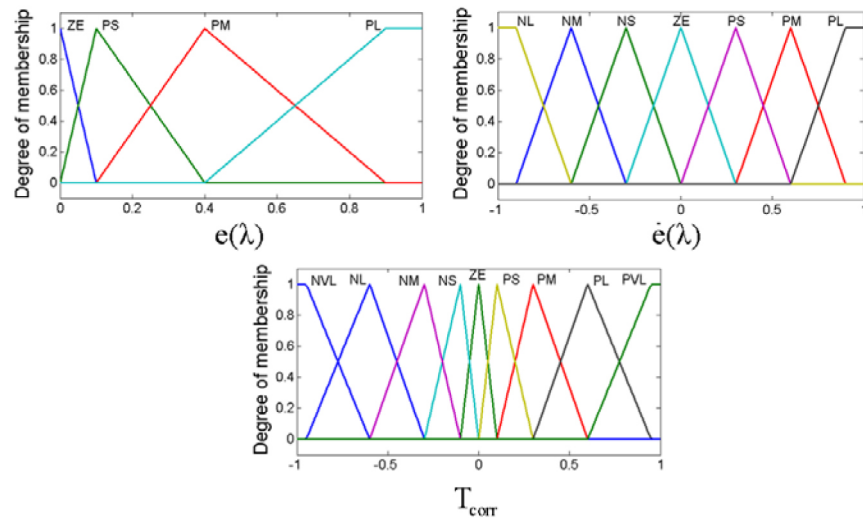 ZE PS PM PL
Degree of membership
1
0.8
0.6
0.4
0.2
0
0 0.2 0.4 0.6 0.8 1
e(λ)
NL NM NS ZE PS PM PL
Degree of membership
1
0.8
0.6
0.4
0.2
0
-1 -0.5 0 0.5 1
ė(λ)
NVL NL NM NS ZE PS PM PL PVL
Degree of membership
1
0.8
0.6
0.4
0.2
0
-1 -0.5 0 0.5 1
T_corr